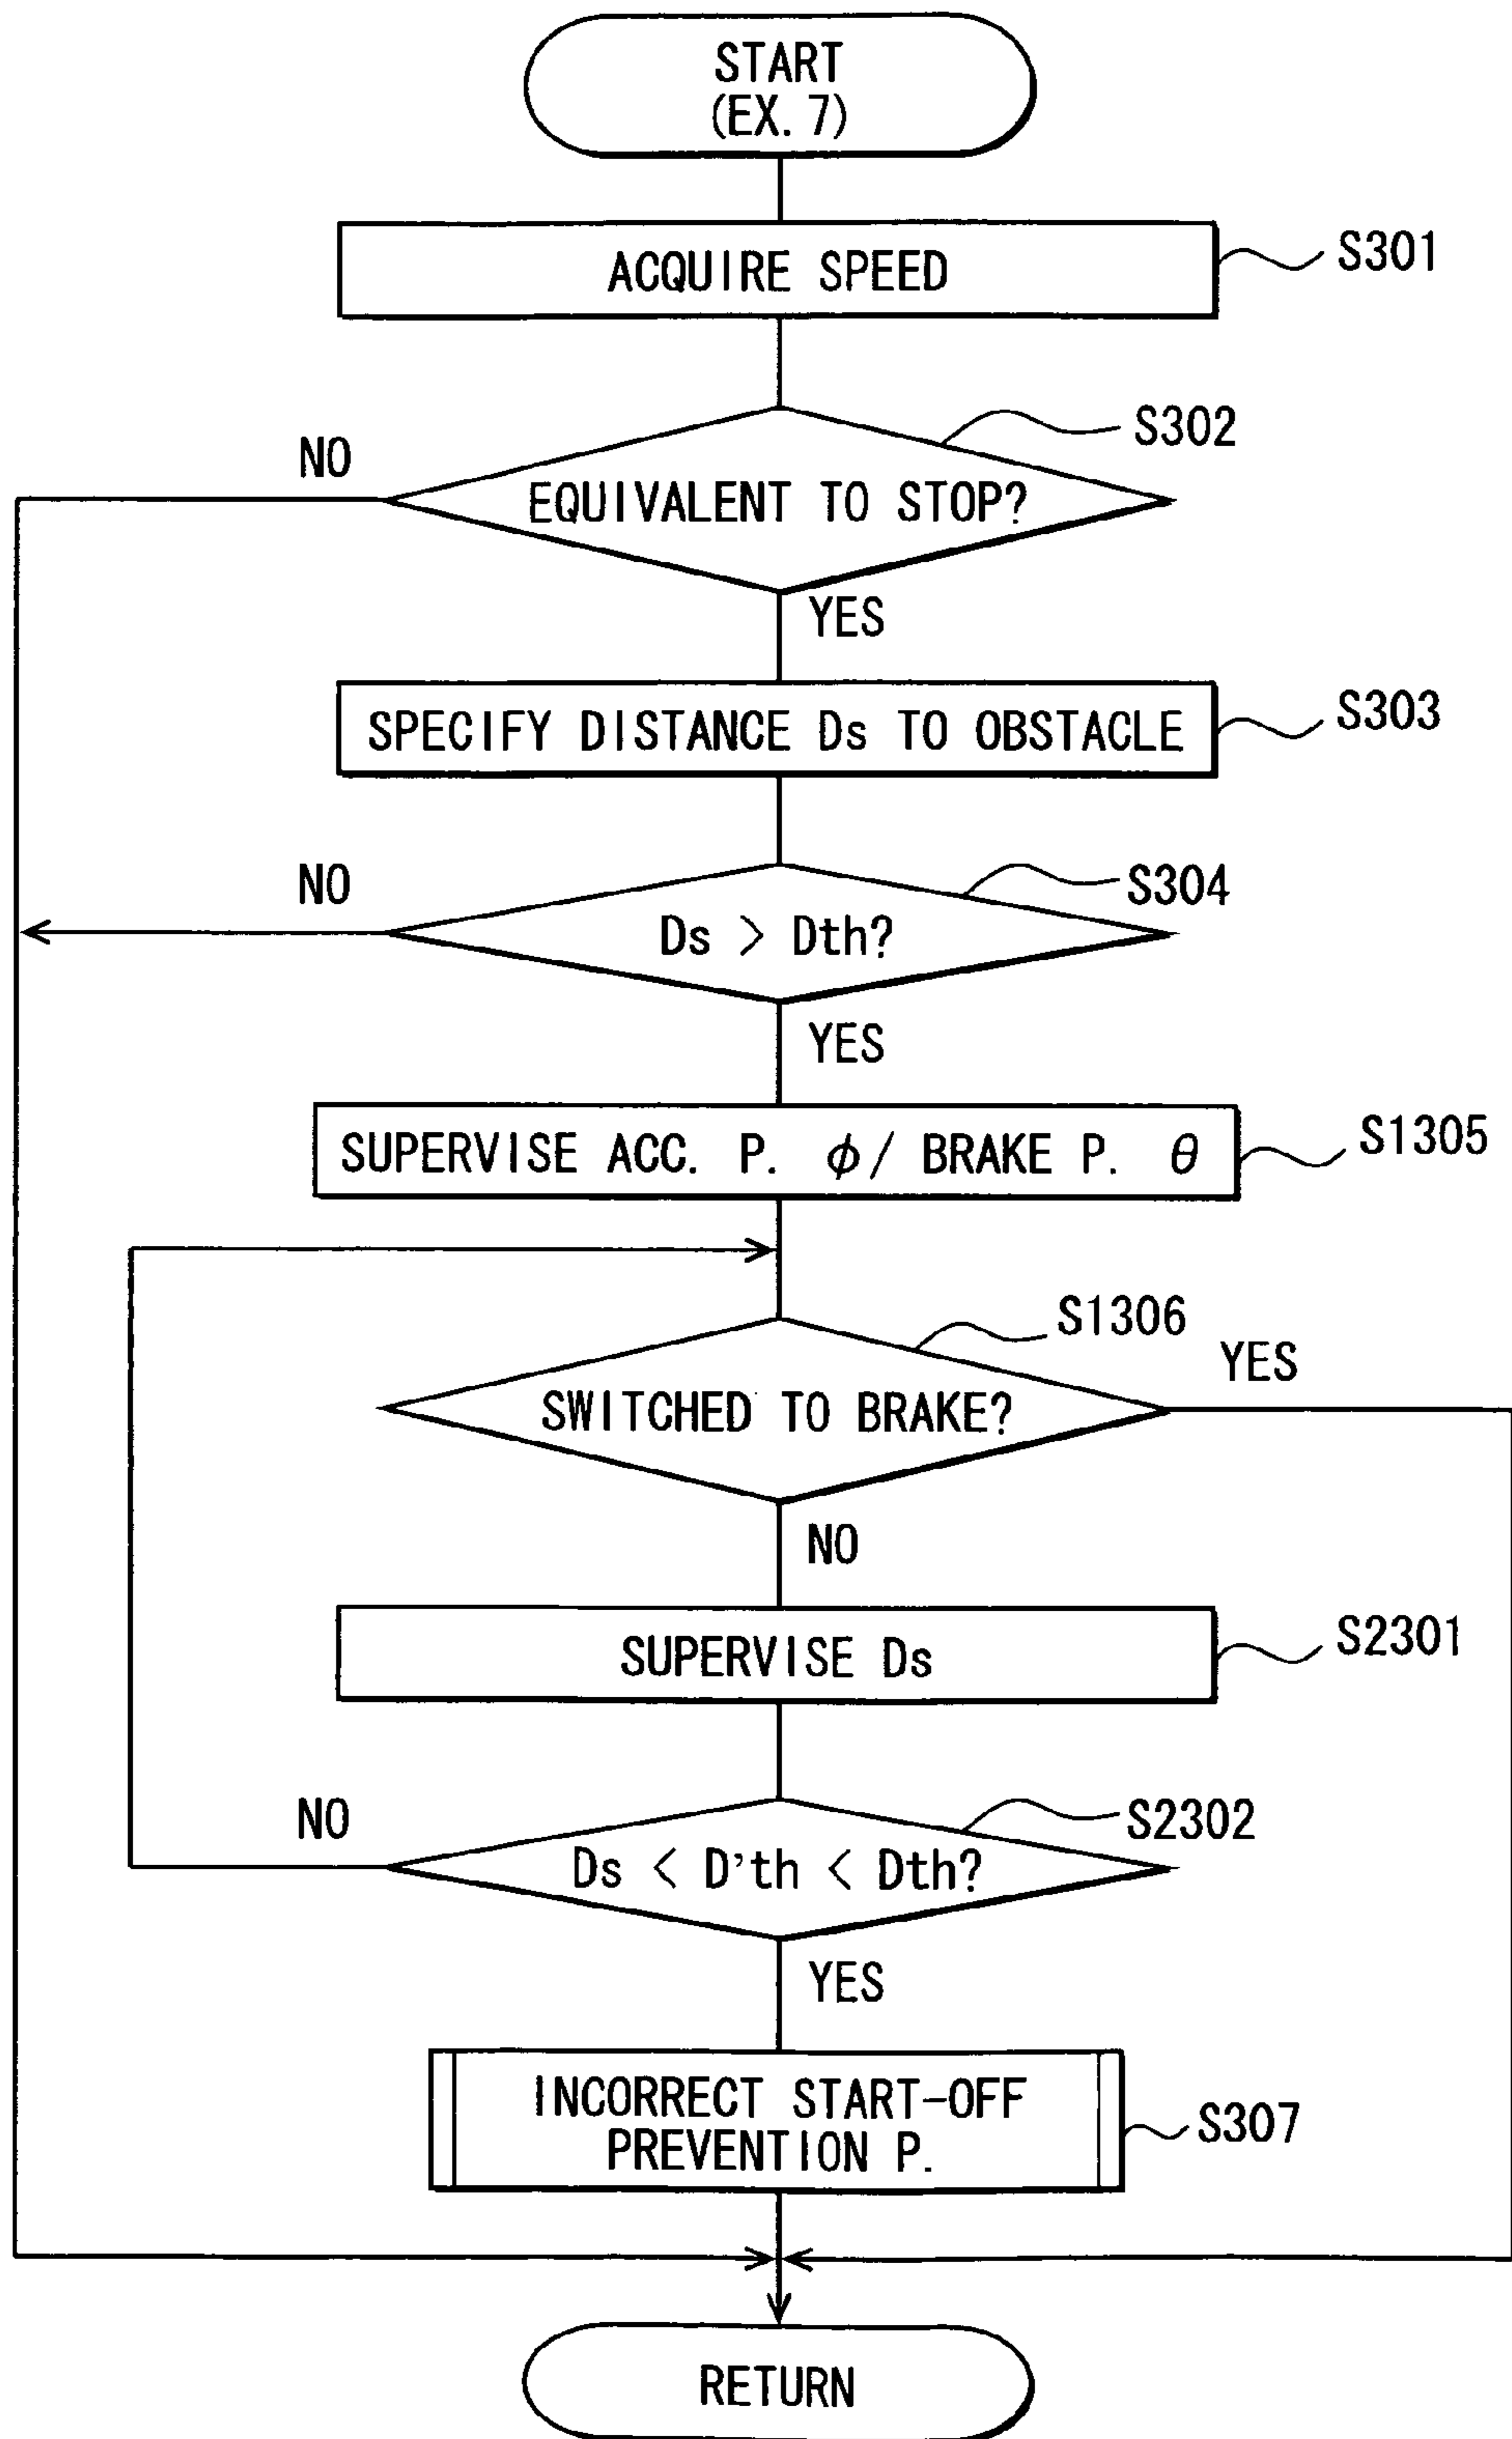 START
(EX. 7)
ACQUIRE SPEED
S301
EQUIVALENT TO STOP?
S302
NO
YES
SPECIFY DISTANCE Ds TO OBSTACLE
S303
Ds > Dth?
S304
NO
YES
SUPERVISE ACC. P. φ/ BRAKE P. θ
S1305
SWITCHED TO BRAKE?
S1306
YES
NO
SUPERVISE Ds
S2301
Ds < D'th < Dth?
S2302
NO
YES
INCORRECT START-OFF
PREVENTION P.
S307
RETURN